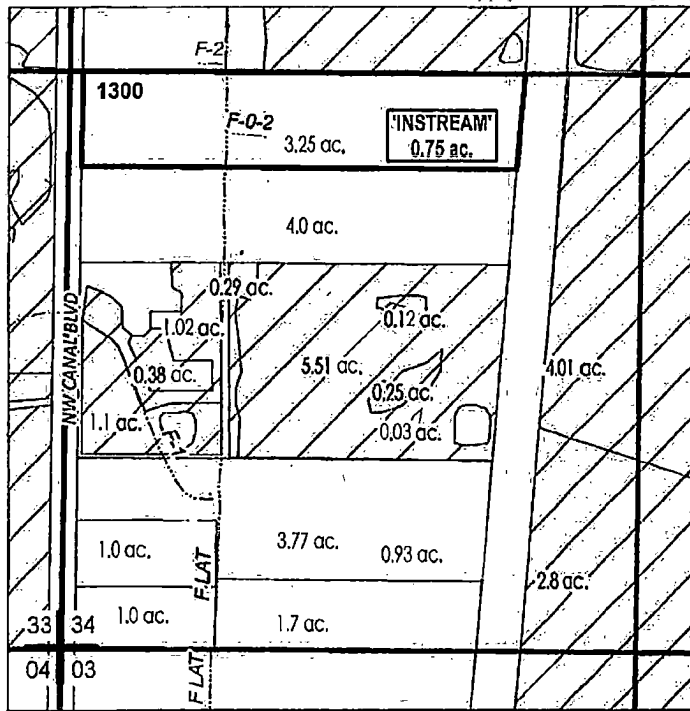 F-2
1300
F-0-2
'INSTREAM'
0.75 ac.
3.25 ac.
4.0 ac.
0.29 ac.
1.02 ac.
0.12 ac.
5.51 ac.
4.01 ac.
0.38 ac.
0.25 ac.
NW CANAL BLVD
1.1 ac.
F-1
0.03 ac.
3.77 ac.
1.0 ac.
0.93 ac.
F LAT
2.8 ac.
1.0 ac.
1.7 ac.
33 34
04 03
F LAT